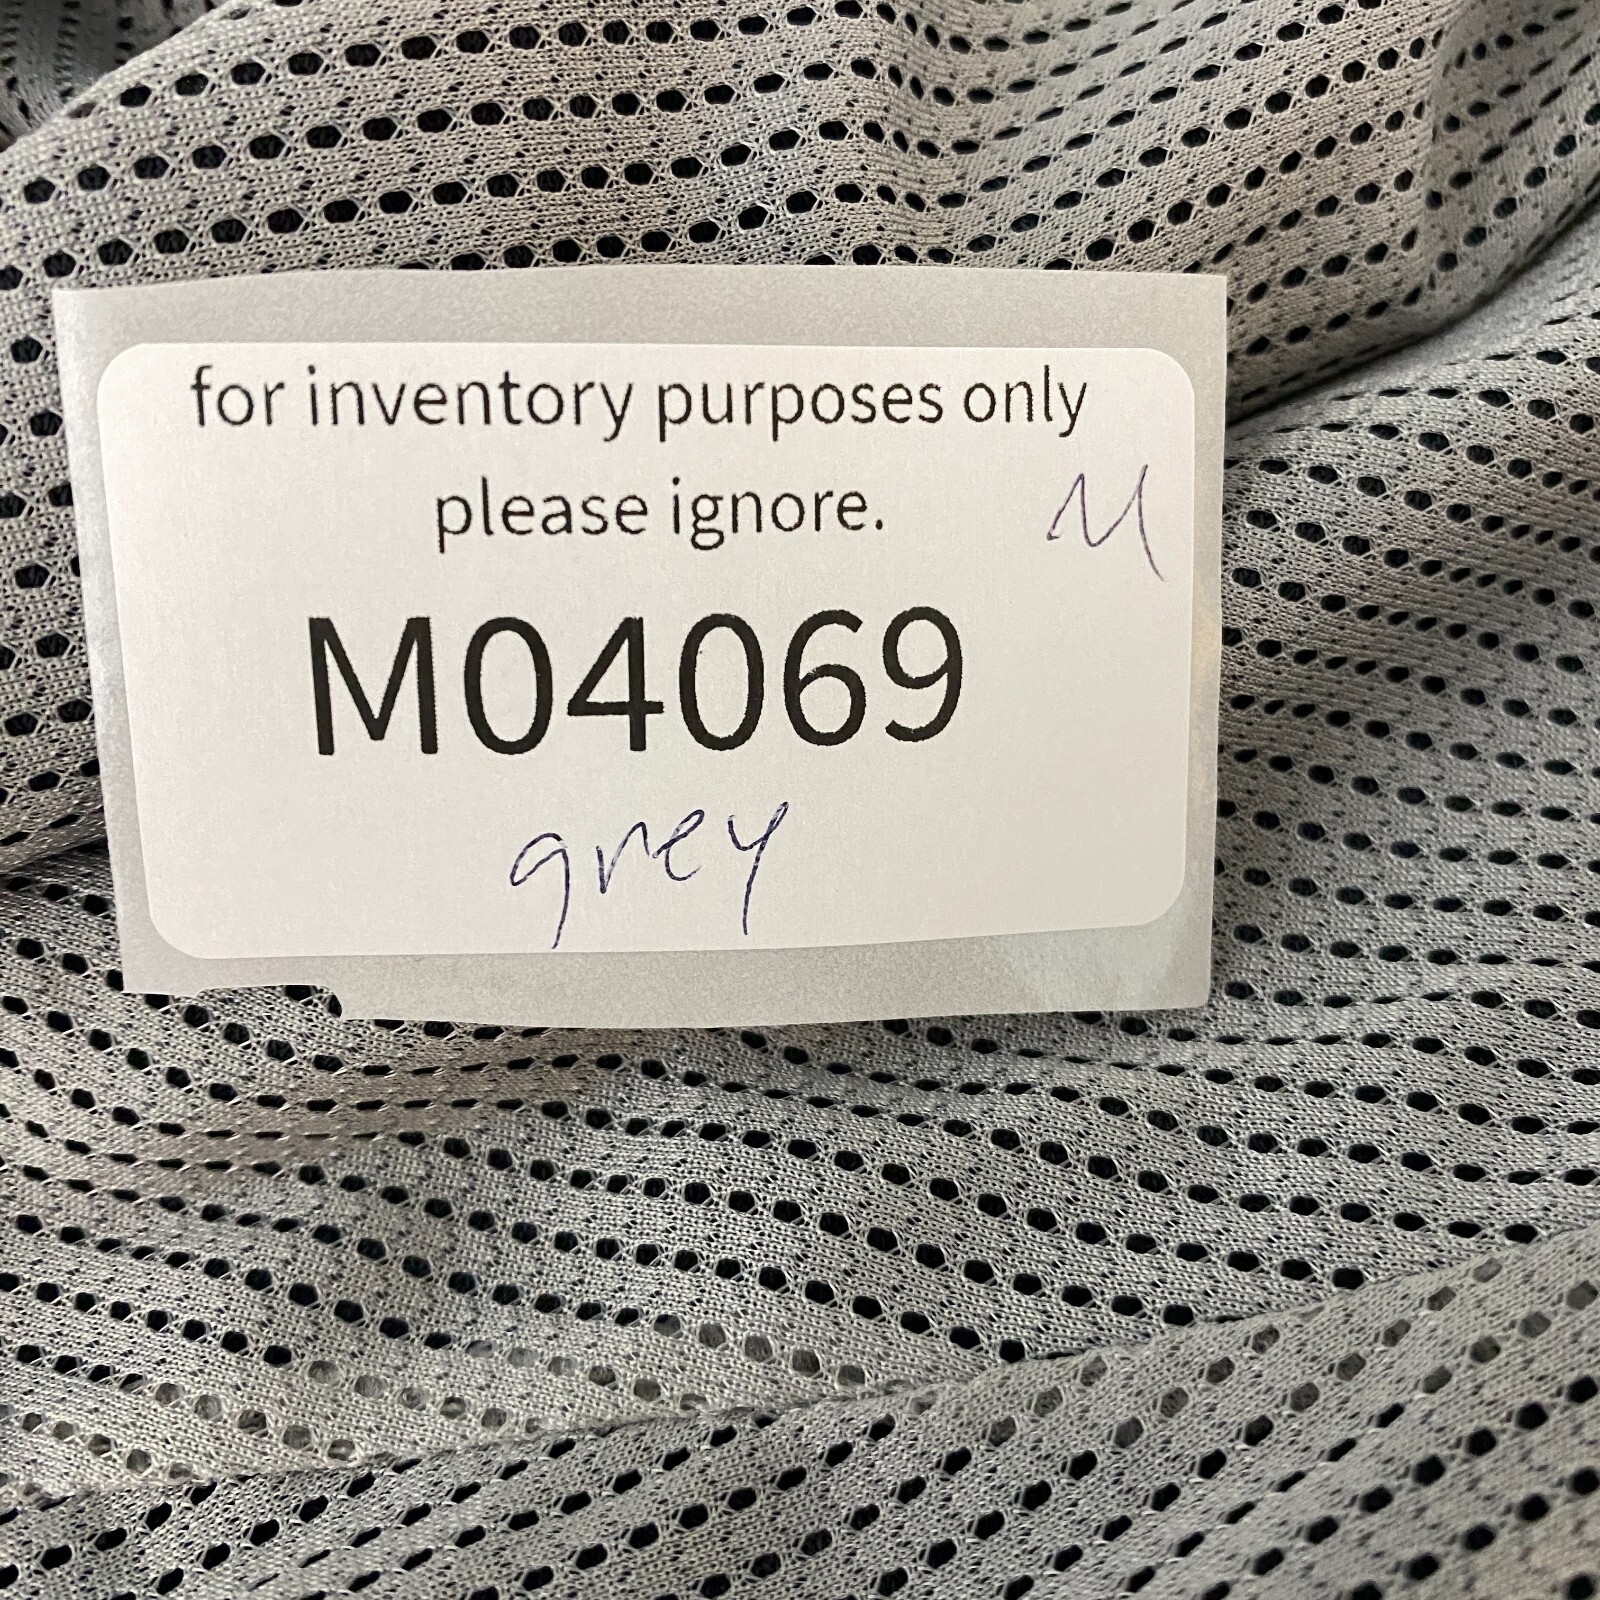 for inventory purposes only
please ignore.
M
M04069
grey